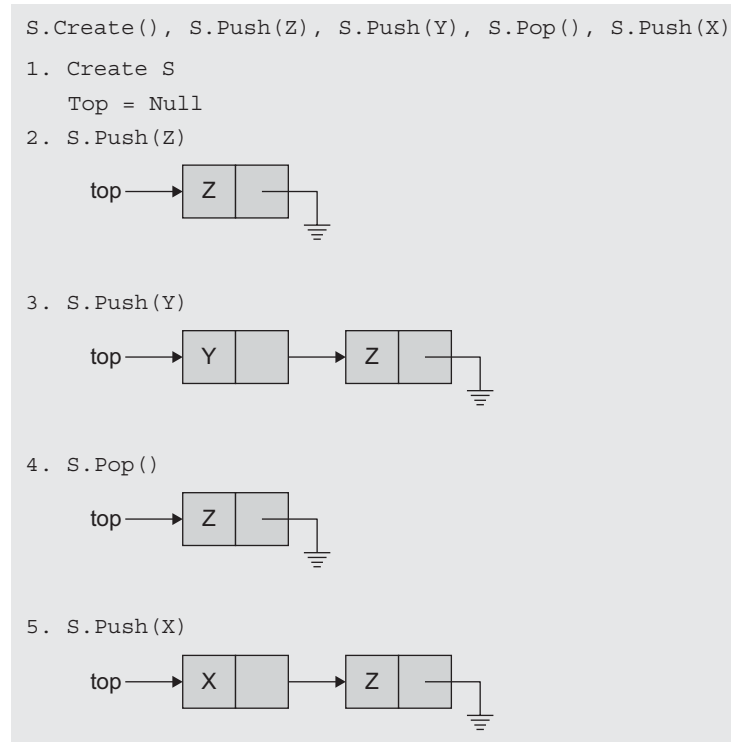 S.Create(), S.Push(Z), S.Push(Y), S.Pop(), S.Push(X)
1. Create S
Top = Null
2. S.Push(Z)
top Z
3. S.Push(Y)
top Y Z
4. S.Pop()
top Z
5. S.Push(X)
top X Z